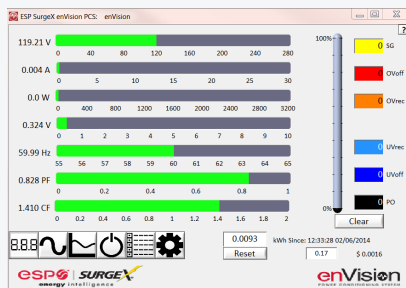 ESP SurgeX enVision PCS: enVision
?
119.21 V
0 40 80 120 160 200 240 280
0.004 A
0 5 10 15 20 25 30
0.0 W
0 400 800 1200 1600 2000 2400 2800 3200
0.324 V
0 1 2 3 4 5 6 7 8 9 10
59.99 Hz
55 56 57 58 59 60 61 62 63 64 65
0.828 PF
0 0.2 0.4 0.6 0.8 1
1.410 CF
0 0.2 0.4 0.6 0.8 1 1.2 1.4 1.6 1.8 2
100%
0%
0 SG
0 OVoff
0 OVrec
0 UVrec
0 UVoff
0 PO
Clear
8.8.8
0.0093 kWh Since: 12:33:28 02/06/2014
Reset 0.17 $ 0.0016
ESP SURGEX
energy intelligence
enVision
POWER CONDITIONING SYSTEM